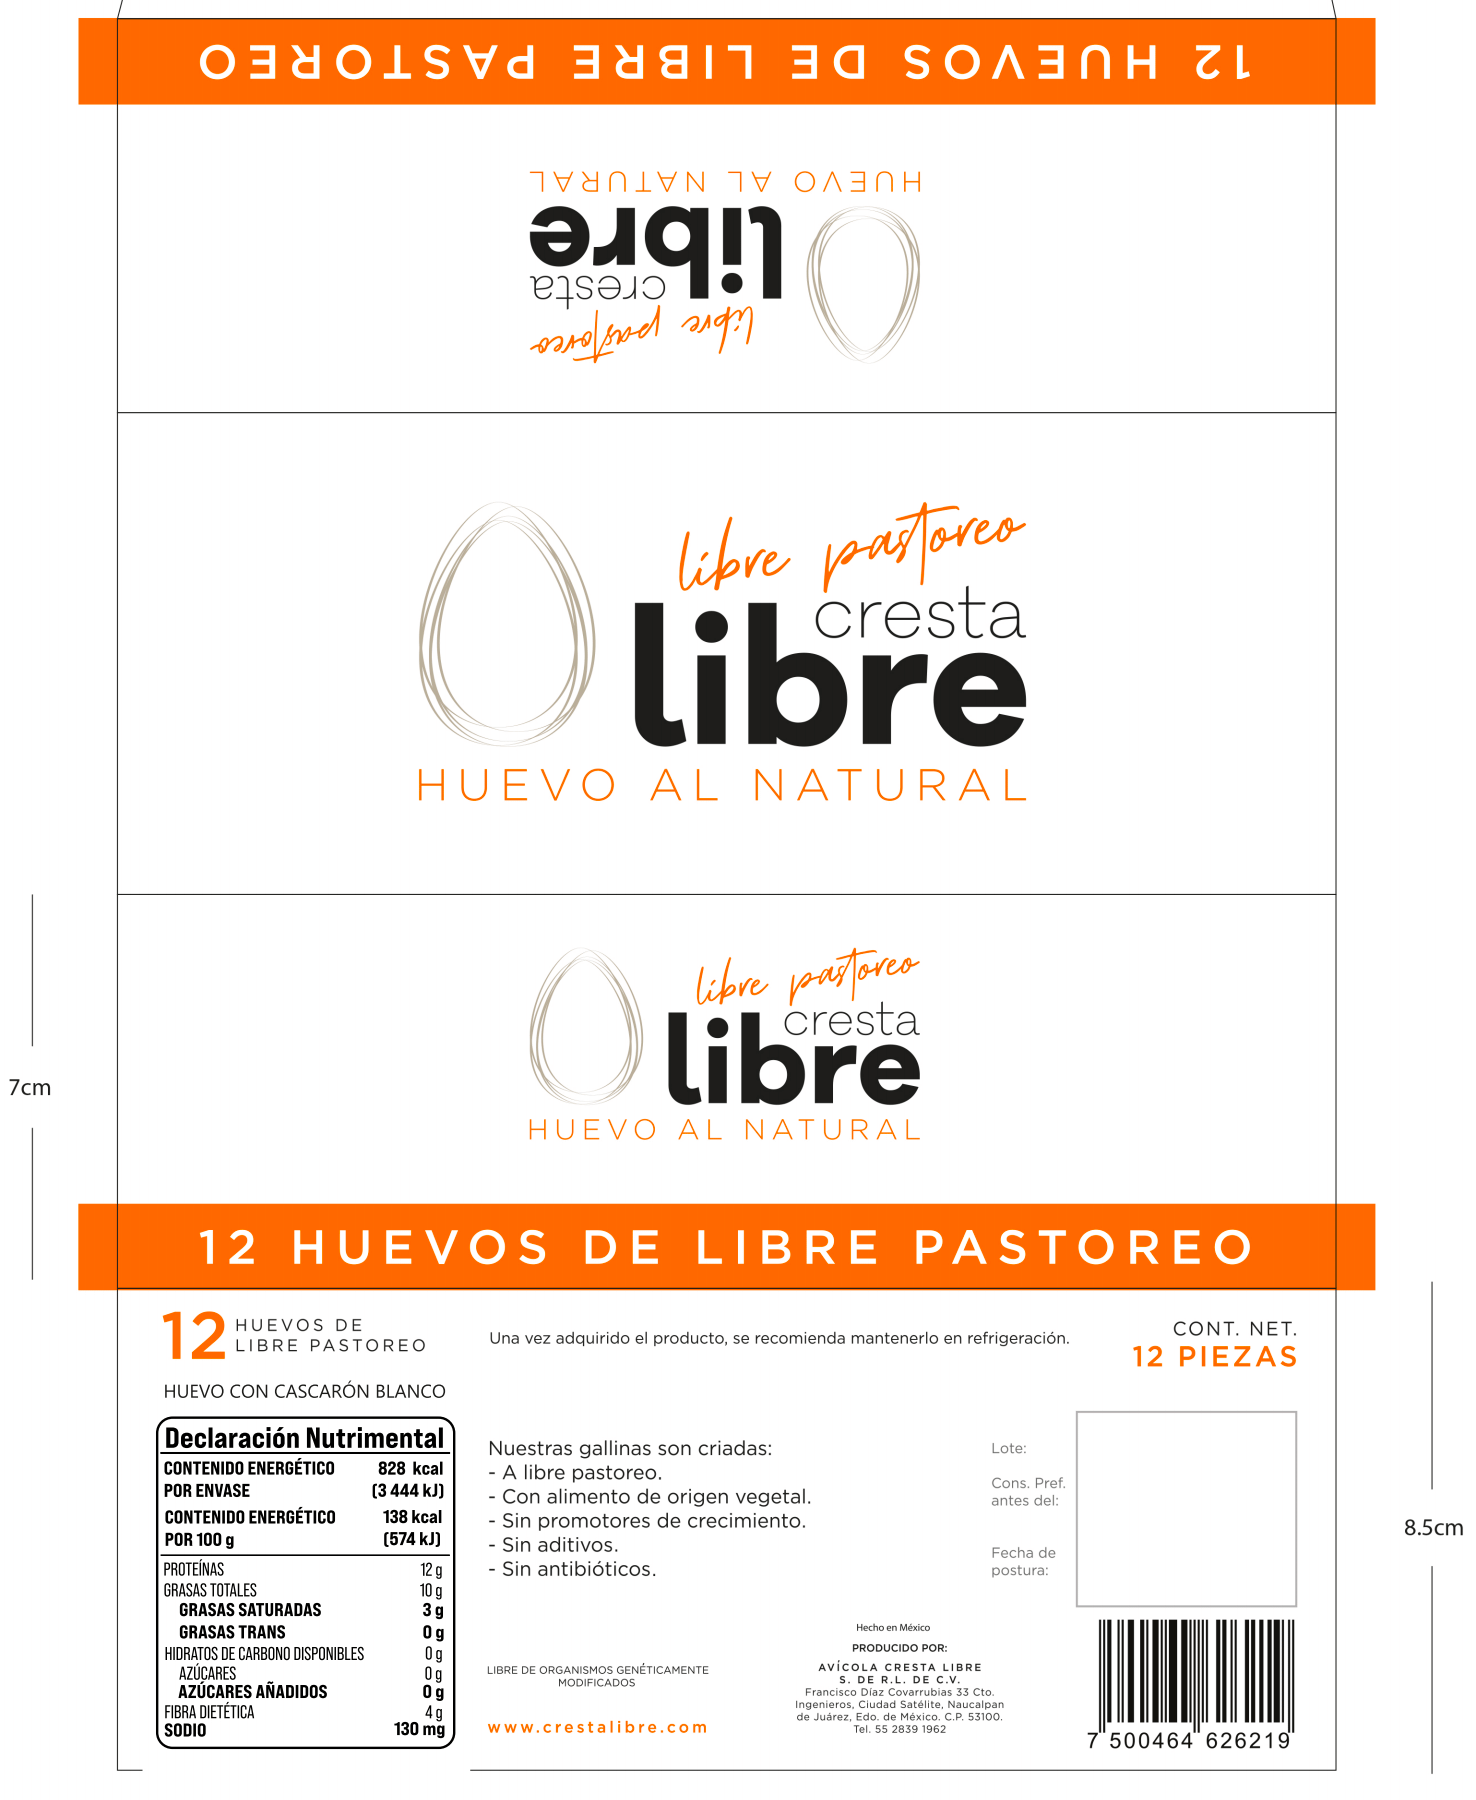 12 HUEVOS DE LIBRE PASTOREO
HUEVO AL NATURAL
libre
cresta
libre pastoreo
libre pastoreo
cresta
libre
HUEVO AL NATURAL
libre pastoreo
cresta
libre
HUEVO AL NATURAL
7cm
12 HUEVOS DE LIBRE PASTOREO
12 HUEVOS DE
LIBRE PASTOREO
Una vez adquirido el producto, se recomienda mantenerlo en refrigeración.
CONT. NET.
12 PIEZAS
HUEVO CON CASCARÓN BLANCO
Declaración Nutrimental
CONTENIDO ENERGÉTICO 828 kcal
POR ENVASE (3 444 kJ)
CONTENIDO ENERGÉTICO 138 kcal
POR 100 g (574 kJ)
PROTEÍNAS 12 g
GRASAS TOTALES 10 g
GRASAS SATURADAS 3 g
GRASAS TRANS 0 g
HIDRATOS DE CARBONO DISPONIBLES 0 g
AZÚCARES 0 g
AZÚCARES AÑADIDOS 0 g
FIBRA DIETÉTICA 4 g
SODIO 130 mg
Nuestras gallinas son criadas:
- A libre pastoreo.
- Con alimento de origen vegetal.
- Sin promotores de crecimiento.
- Sin aditivos.
- Sin antibióticos.
LIBRE DE ORGANISMOS GENÉTICAMENTE
MODIFICADOS
www.crestalibre.com
Lote:
Cons. Pref.
antes del:
Fecha de
postura:
8.5cm
Hecho en México
PRODUCIDO POR:
AVÍCOLA CRESTA LIBRE
S. DE R.L. DE C.V.
Francisco Díaz Covarrubias 33 Cto.
Ingenieros, Ciudad Satélite, Naucalpan
de Juárez, Edo. de México. C.P. 53100.
Tel. 55 2839 1962
7 500464 626219